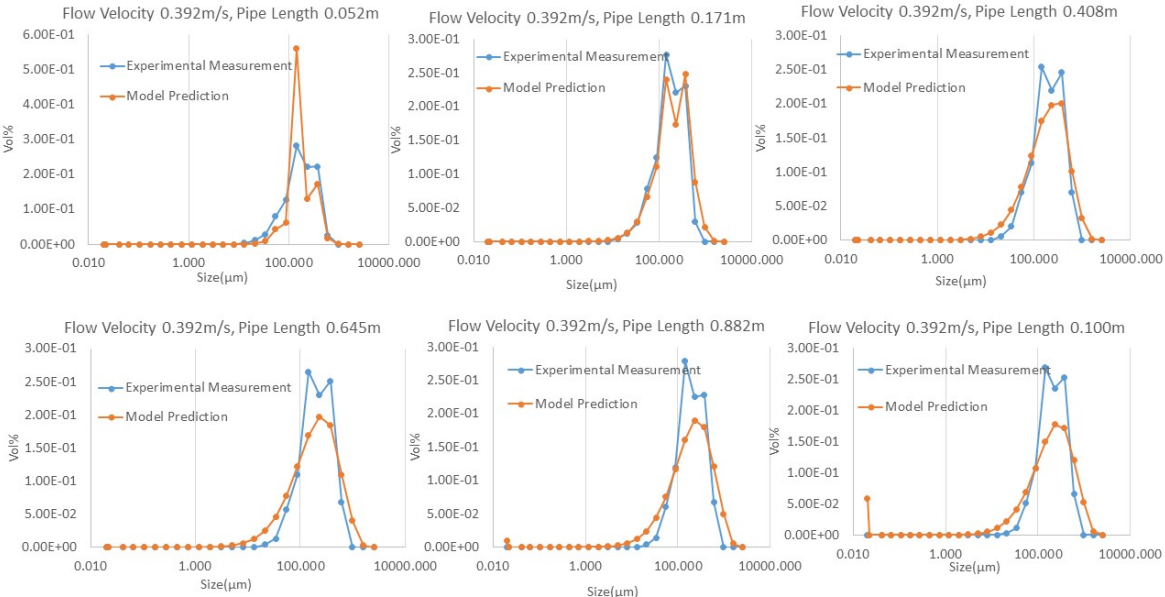 Flow Velocity 0.392m/s, Pipe Length 0.052m
6.00E-01
5.00E-01
4.00E-01
3.00E-01
2.00E-01
1.00E-01
0.00E+00
Vol%
Experimental Measurement
Model Prediction
0.010 1.000 100.000 10000.000
Size(μm)
Flow Velocity 0.392m/s, Pipe Length 0.171m
3.00E-01
2.50E-01
2.00E-01
1.50E-01
1.00E-01
5.00E-02
0.00E+00
Vol%
Experimental Measurement
Model Prediction
0.010 1.000 100.000 10000.000
Size(μm)
Flow Velocity 0.392m/s, Pipe Length 0.408m
3.00E-01
2.50E-01
2.00E-01
1.50E-01
1.00E-01
5.00E-02
0.00E+00
Vol%
Experimental Measurement
Model Prediction
0.010 1.000 100.000 10000.000
Size(μm)
Flow Velocity 0.392m/s, Pipe Length 0.645m
3.00E-01
2.50E-01
2.00E-01
1.50E-01
1.00E-01
5.00E-02
0.00E+00
Vol%
Experimental Measurement
Model Prediction
0.010 1.000 100.000 10000.000
Size(μm)
Flow Velocity 0.392m/s, Pipe Length 0.882m
3.00E-01
2.50E-01
2.00E-01
1.50E-01
1.00E-01
5.00E-02
0.00E+00
Vol%
Experimental Measurement
Model Prediction
0.010 1.000 100.000 10000.000
Size(μm)
Flow Velocity 0.392m/s, Pipe Length 0.100m
3.00E-01
2.50E-01
2.00E-01
1.50E-01
1.00E-01
5.00E-02
0.00E+00
Vol%
Experimental Measurement
Model Prediction
0.010 1.000 100.000 10000.000
Size(μm)